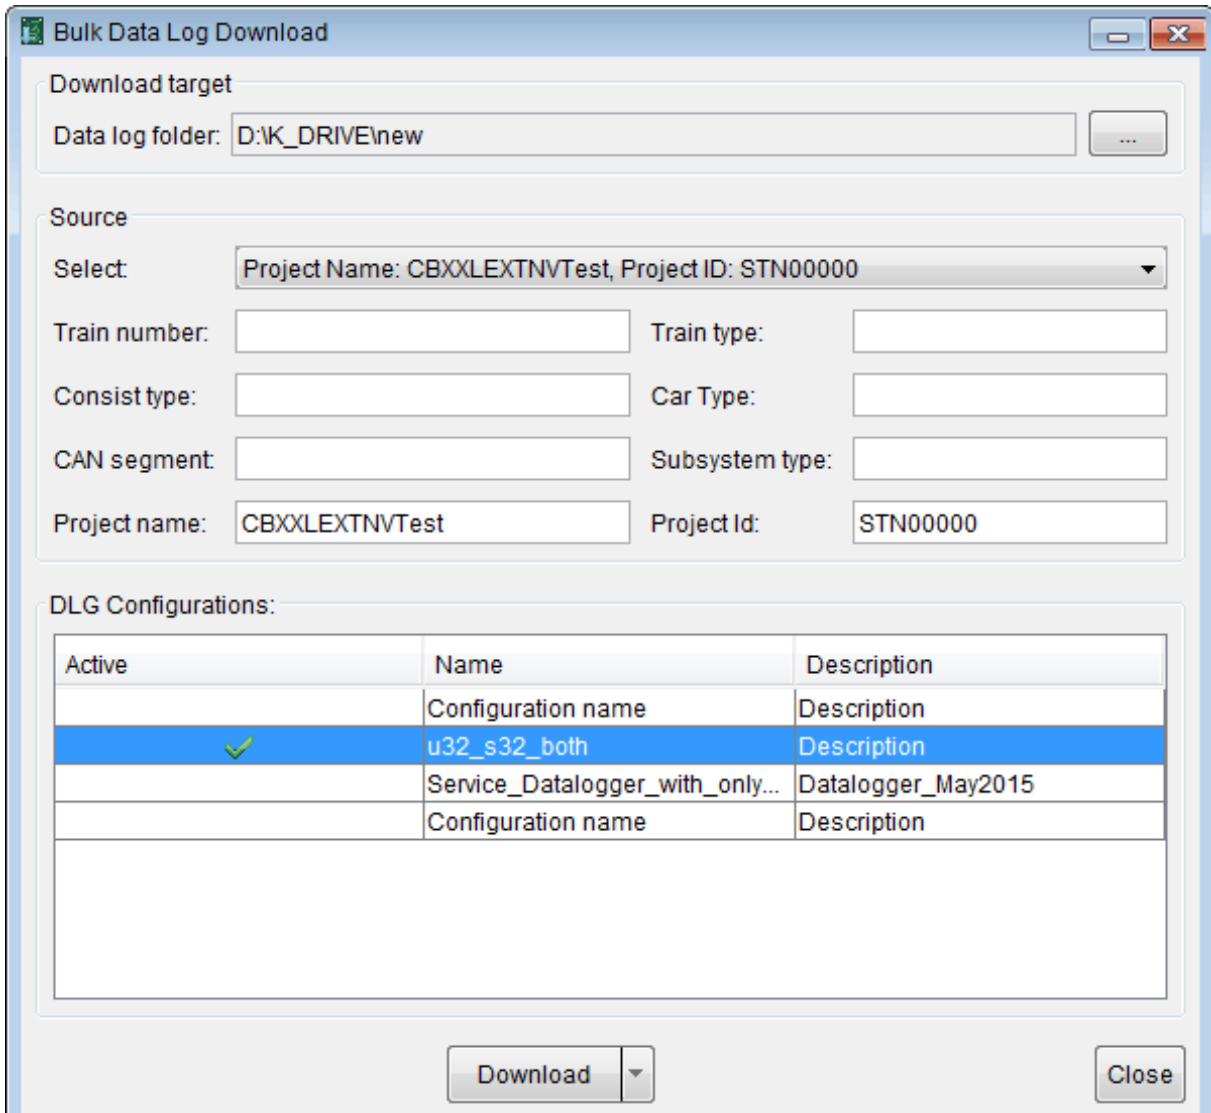 Bulk Data Log Download
Download target
Data log folder: D:\K_DRIVE\new ...
Source
Select: Project Name: CBXXLEXTNVTest, Project ID: STN00000
Train number: Train type:
Consist type: Car Type:
CAN segment: Subsystem type:
Project name: CBXXLEXTNVTest Project Id: STN00000
DLG Configurations:
Active Name Description
Configuration name Description
u32_s32_both Description
Service_Datalogger_with_only... Datalogger_May2015
Configuration name Description
Download Close